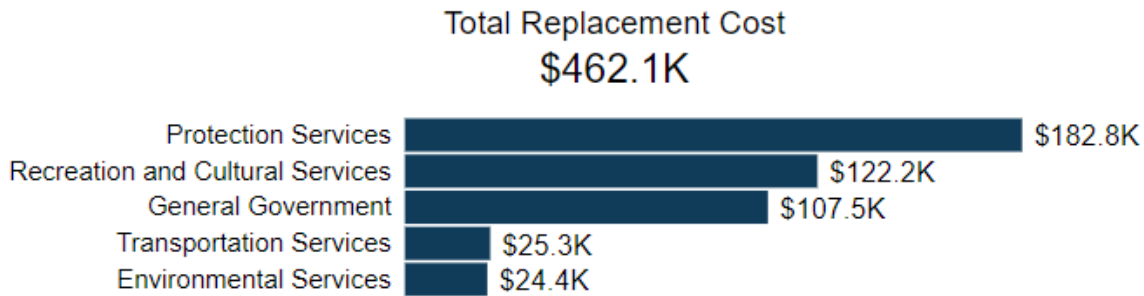 Total Replacement Cost
$462.1K
Protection Services $182.8K
Recreation and Cultural Services $122.2K
General Government $107.5K
Transportation Services $25.3K
Environmental Services $24.4K